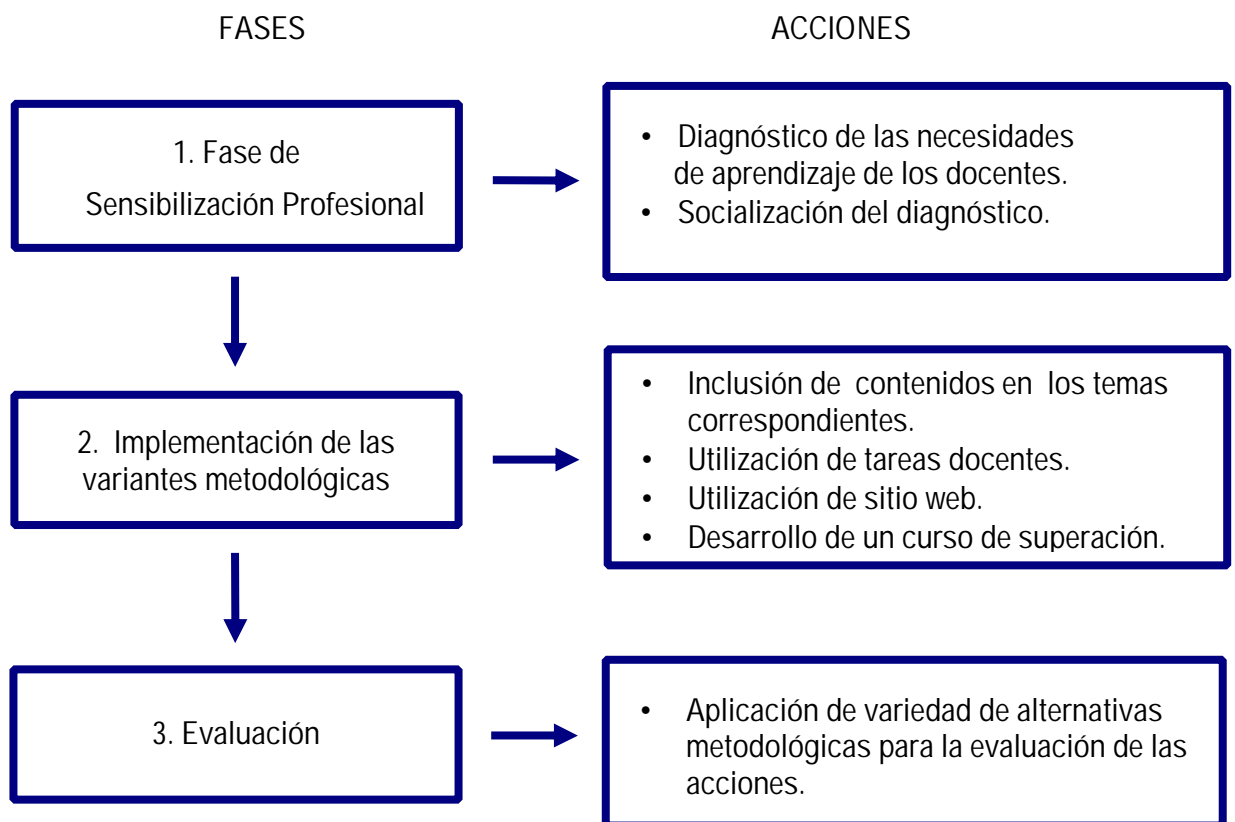 FASES
ACCIONES
1. Fase de
Sensibilización Profesional
• Diagnóstico de las necesidades
de aprendizaje de los docentes.
• Socialización del diagnóstico.
2. Implementación de las
variantes metodológicas
• Inclusión de contenidos en los temas
correspondientes.
• Utilización de tareas docentes.
• Utilización de sitio web.
• Desarrollo de un curso de superación.
3. Evaluación
• Aplicación de variedad de alternativas
metodológicas para la evaluación de las
acciones.